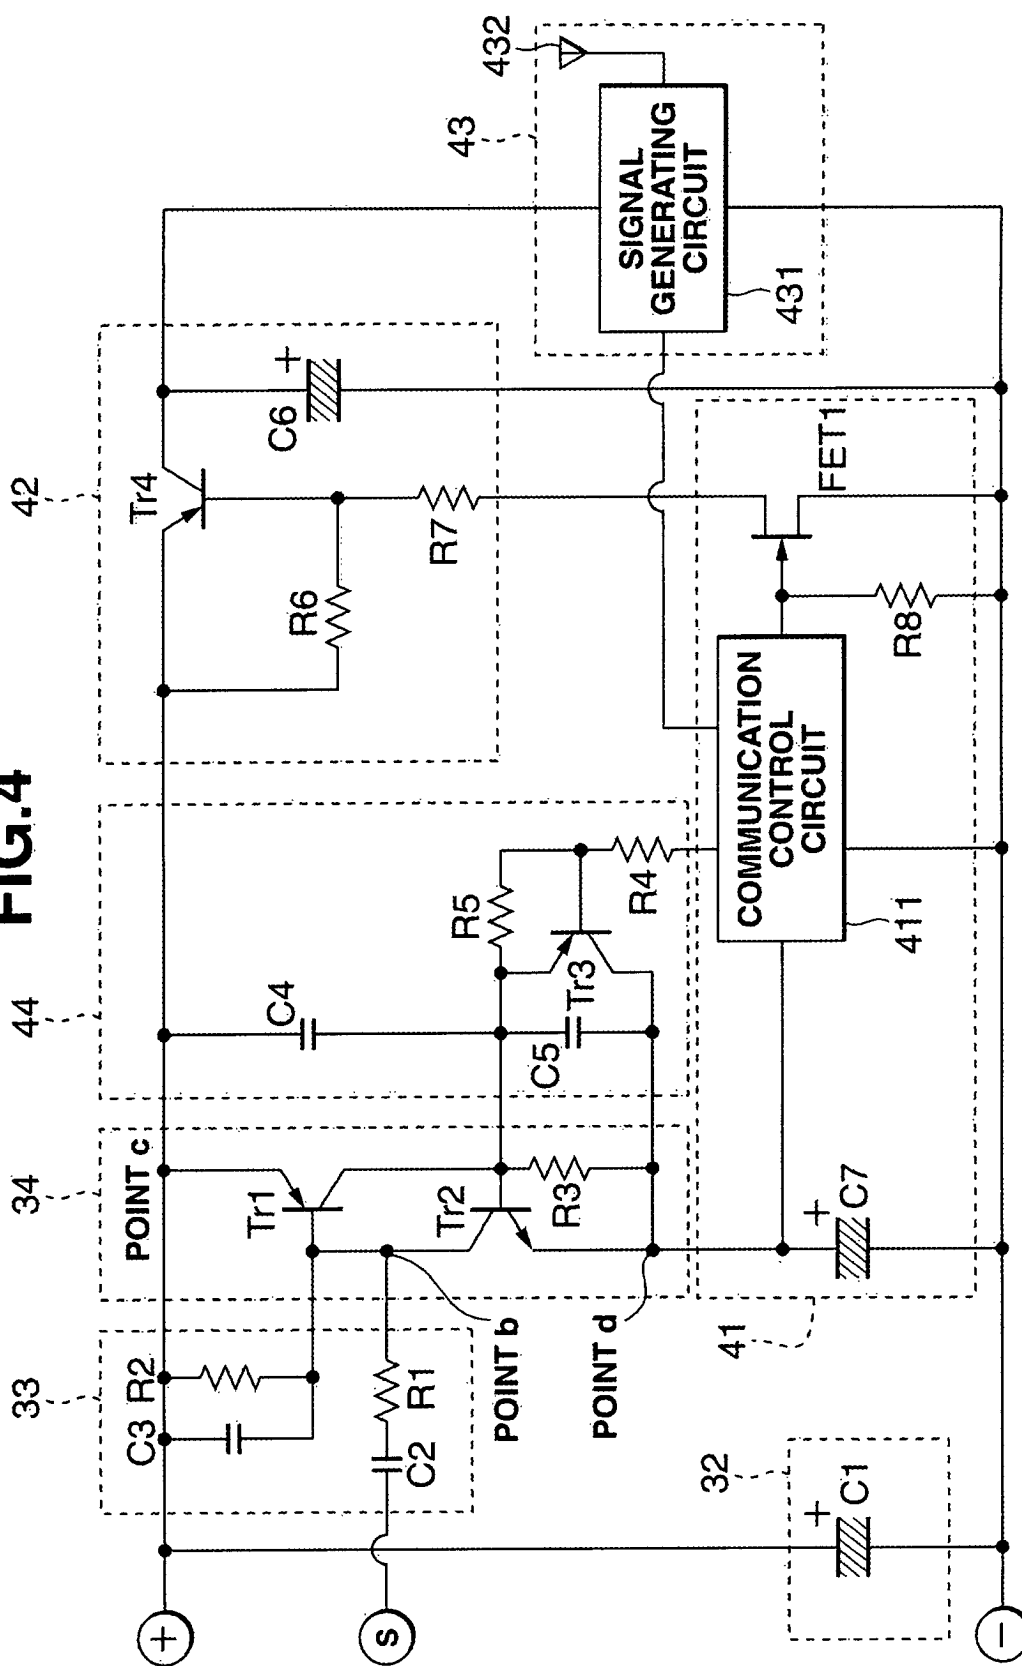 FIG.4
33
34
44
42
C3
R2
POINT c
Tr1
C4
Tr4
R6
C6
+
43
432
R1
C2
Tr2
R3
C5
Tr3
R5
R4
R7
SIGNAL
GENERATING
CIRCUIT
431
POINT b
POINT d
32
+
C1
41
+
C7
COMMUNICATION
CONTROL
CIRCUIT
411
R8
FET1
+
S
−